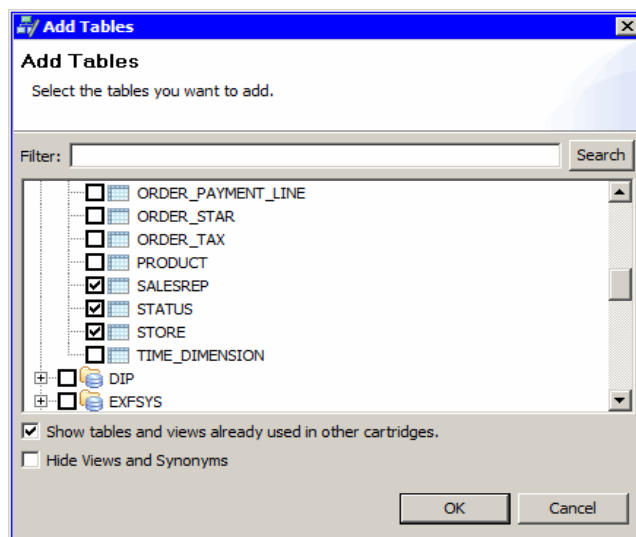 Add Tables
Add Tables
Select the tables you want to add.
Filter: Search
ORDER_PAYMENT_LINE
ORDER_STAR
ORDER_TAX
PRODUCT
SALESREP
STATUS
STORE
TIME_DIMENSION
DIP
EXFSYS
Show tables and views already used in other cartridges.
Hide Views and Synonyms
OK Cancel